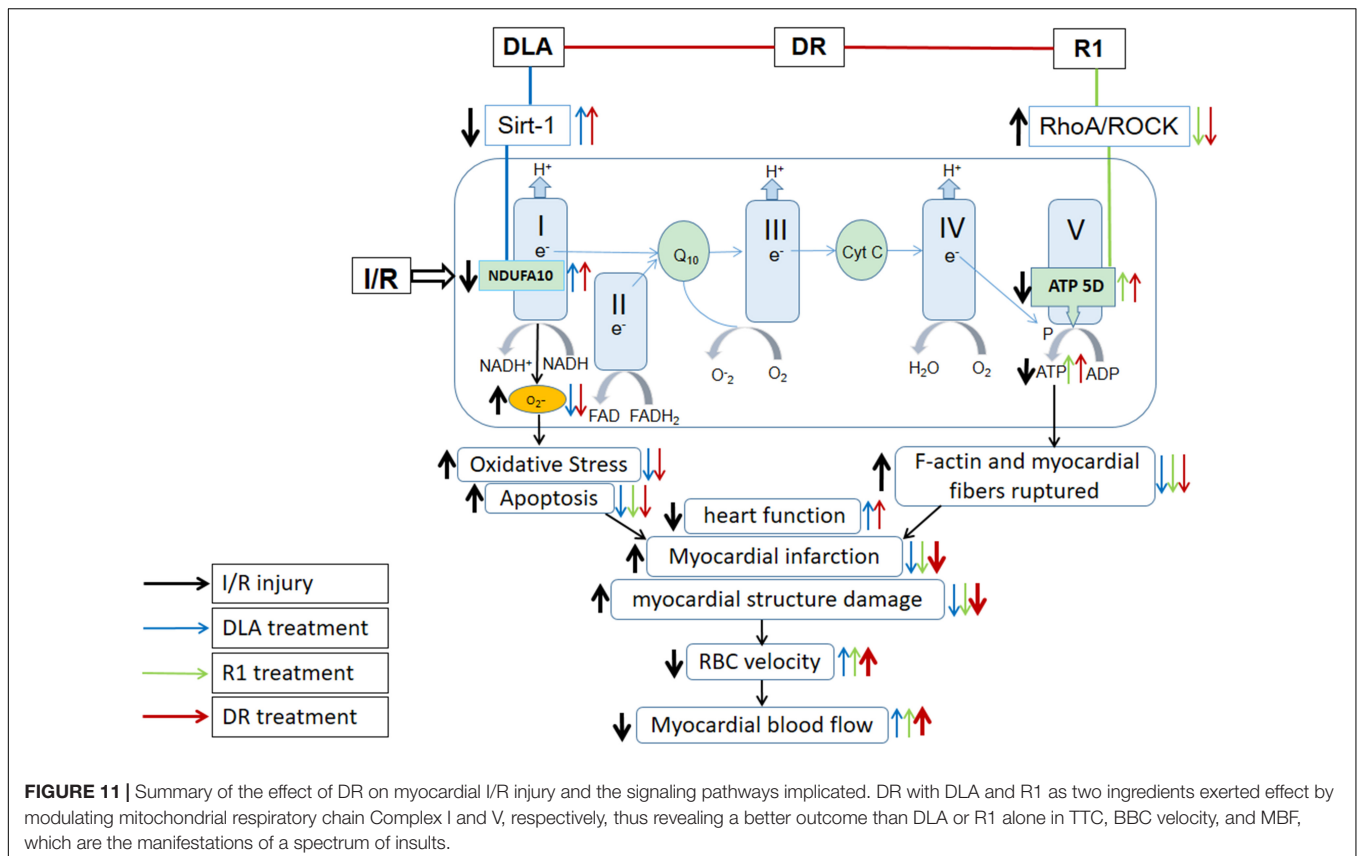 DLA DR R1
Sirt-1 RhoA/ROCK
H⁺ H⁺ H⁺
I III IV V
e⁻ e⁻ e⁻
Q₁₀ Cyt C
I/R NDUFA10 ATP 5D
II
e⁻
P
NADH⁺ NADH O⁻₂ O₂ H₂O O₂ ATP ADP
O₂⁻
FAD FADH₂
Oxidative Stress
Apoptosis
F-actin and myocardial
fibers ruptured
heart function
Myocardial infarction
myocardial structure damage
RBC velocity
Myocardial blood flow
I/R injury
DLA treatment
R1 treatment
DR treatment
FIGURE 11 | Summary of the effect of DR on myocardial I/R injury and the signaling pathways implicated. DR with DLA and R1 as two ingredients exerted effect by
modulating mitochondrial respiratory chain Complex I and V, respectively, thus revealing a better outcome than DLA or R1 alone in TTC, BBC velocity, and MBF,
which are the manifestations of a spectrum of insults.